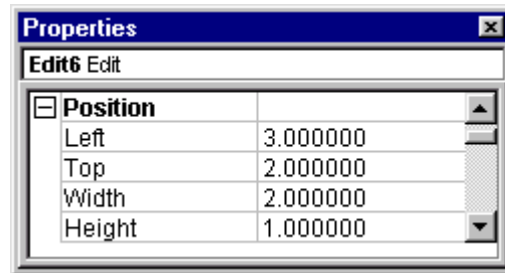 Properties
Edit6 Edit
Position
Left 3.000000
Top 2.000000
Width 2.000000
Height 1.000000